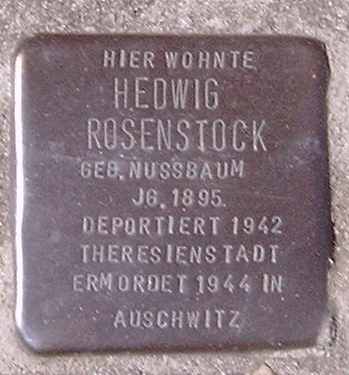 HIER WOHNTE
HEDWIG
ROSENSTOCK
GEB. NUSSBAUM
JG. 1895
DEPORTIERT 1942
THERESIENSTADT
ERMORDET 1944 IN
AUSCHWITZ